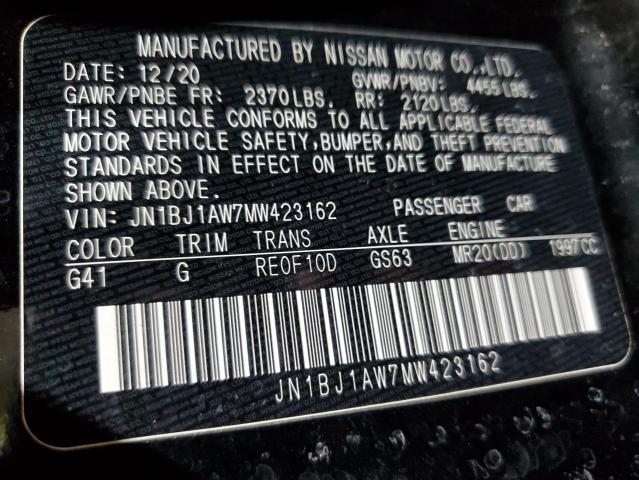 MANUFACTURED BY NISSAN MOTOR CO.,LTD.
DATE: 12/20 GVWR/PNBV: 4455 LBS.
GAWR/PNBE FR: 2370 LBS. RR: 2120 LBS.
THIS VEHICLE CONFORMS TO ALL APPLICABLE FEDERAL
MOTOR VEHICLE SAFETY,BUMPER,AND THEFT PREVENTION
STANDARDS IN EFFECT ON THE DATE OF MANUFACTURE
SHOWN ABOVE.
VIN: JN1BJ1AW7MW423162 PASSENGER CAR
COLOR TRIM TRANS AXLE ENGINE
G41 G RE0F10D GS63 MR20(DD) 1997CC
JN1BJ1AW7MW423162